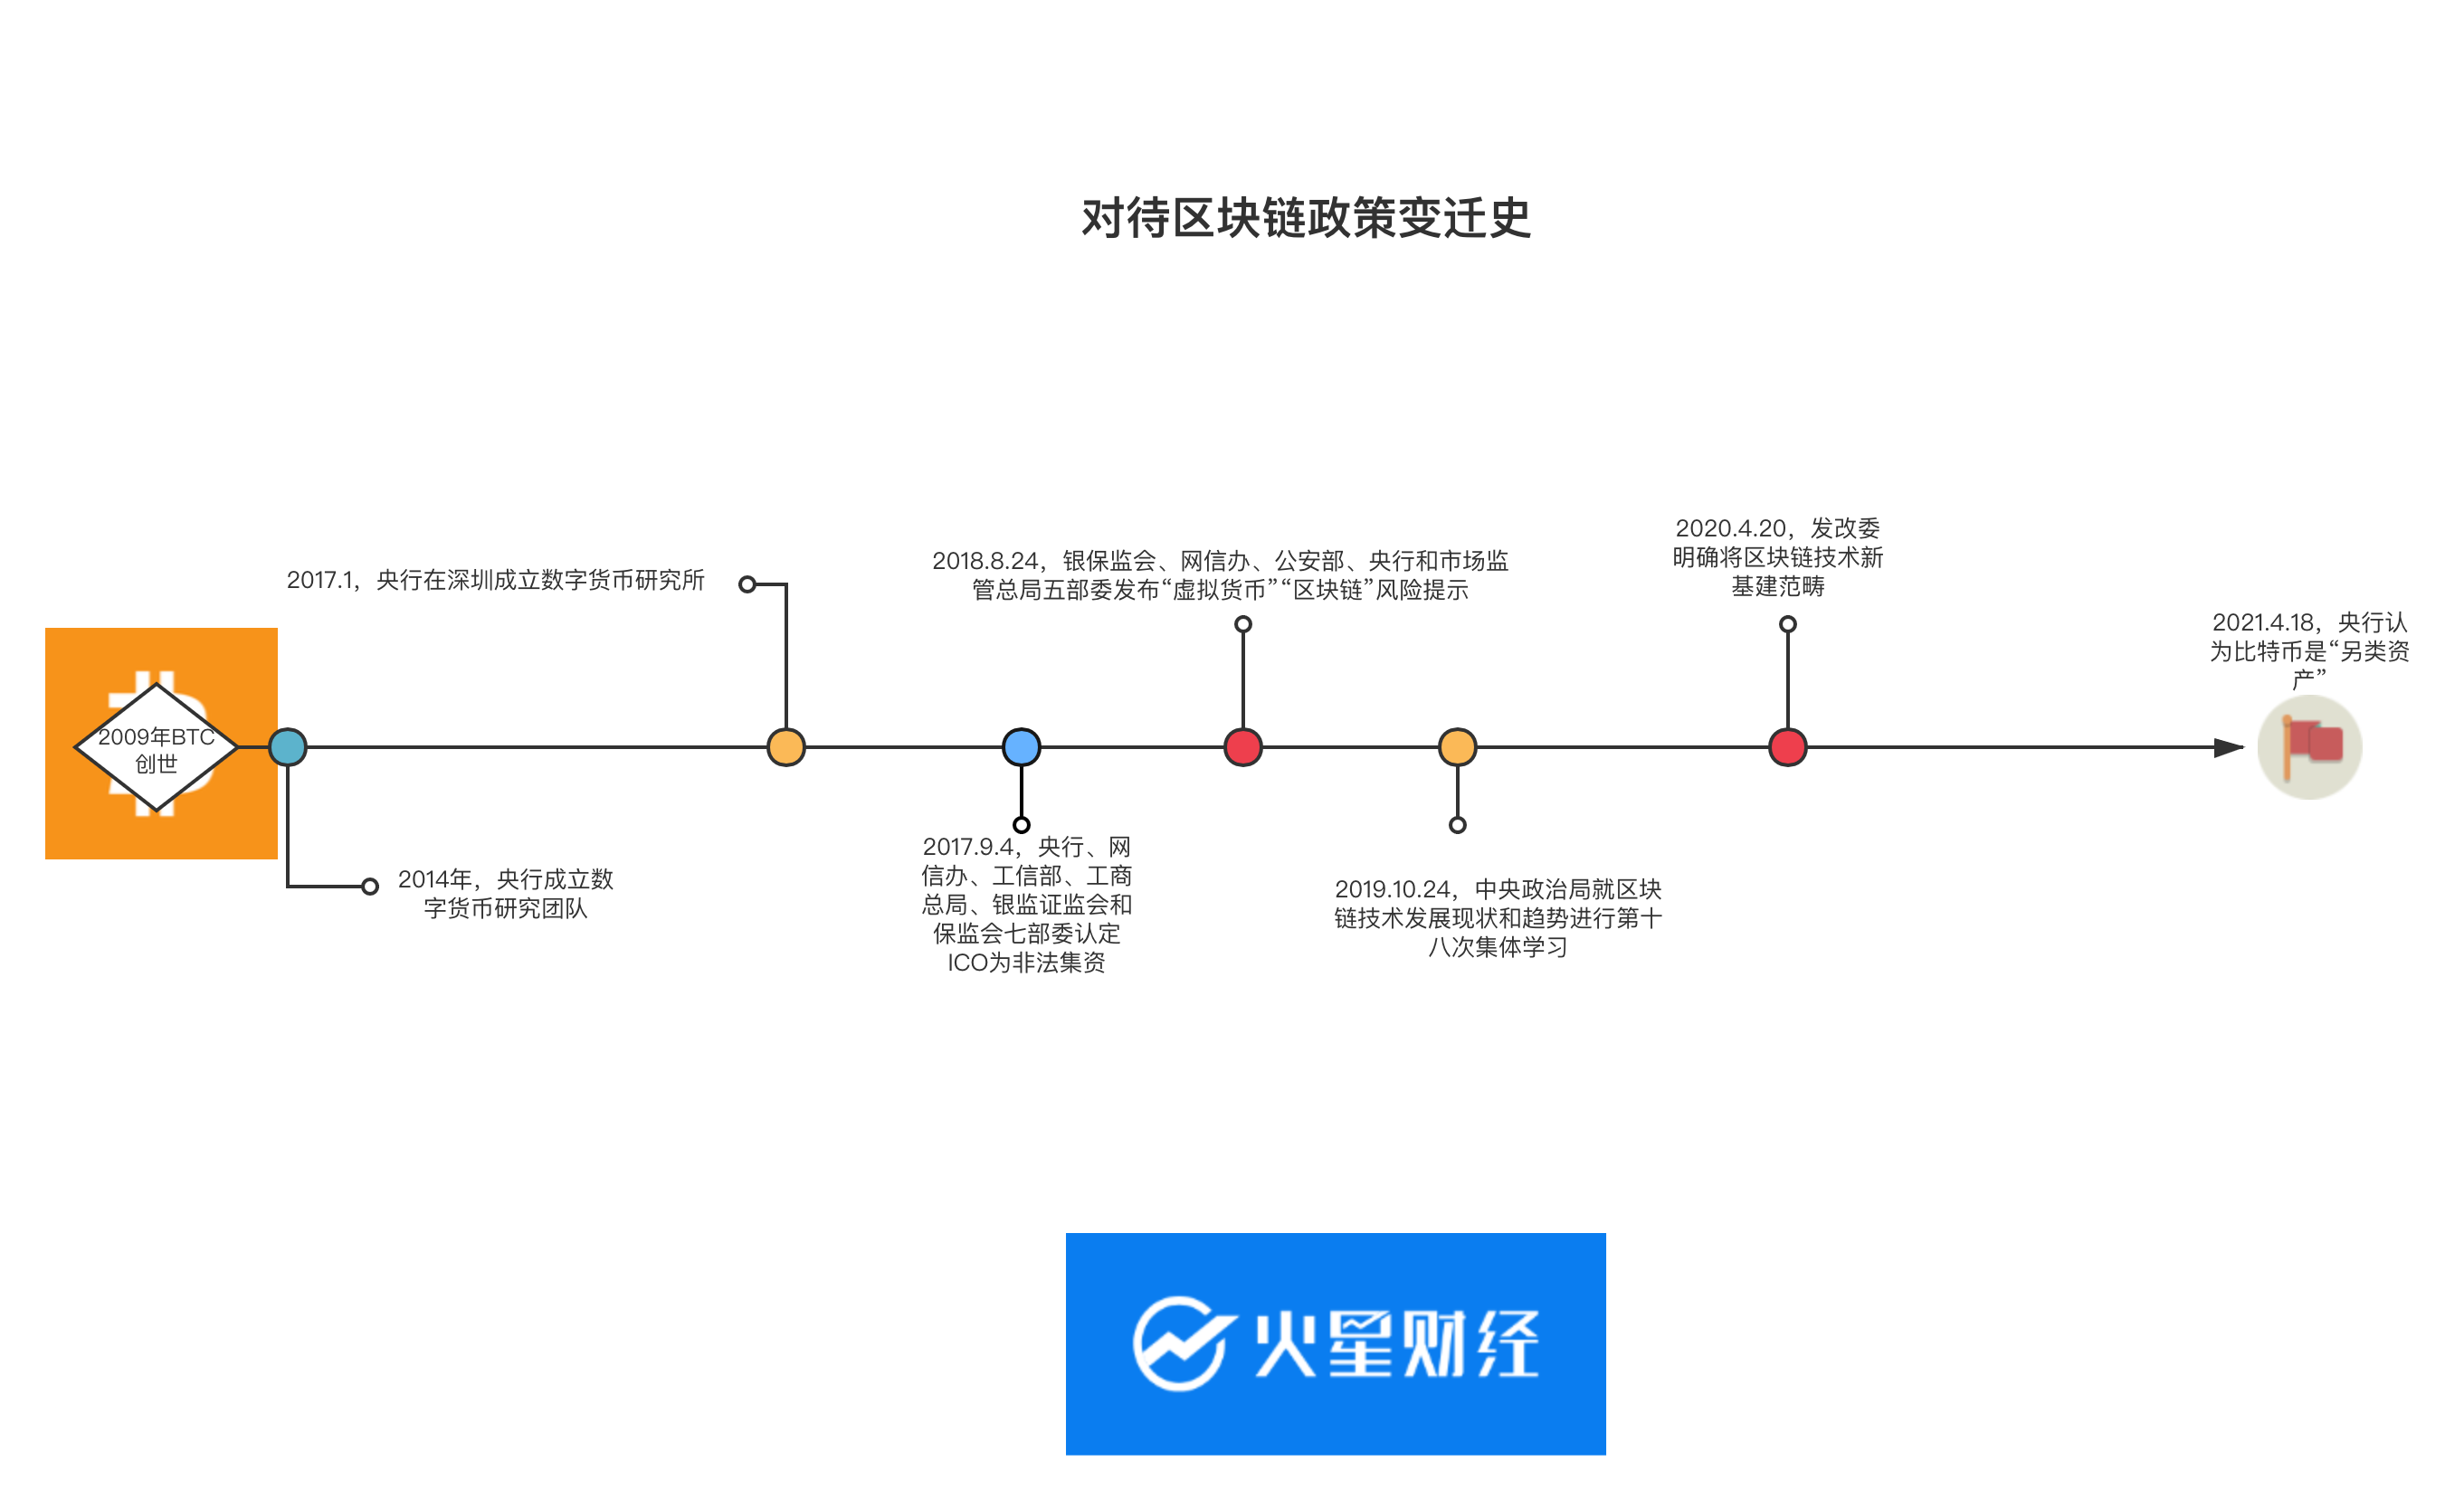 对待区块链政策变迁史
2009年BTC
创世
2014年，央行成立数
字货币研究团队
2017.1，央行在深圳成立数字货币研究所
2017.9.4，央行、网
信办、工信部、工商
总局、银监证监会和
保监会七部委认定
ICO为非法集资
2018.8.24，银保监会、网信办、公安部、央行和市场监
管总局五部委发布“虚拟货币” “区块链”风险提示
2019.10.24，中央政治局就区块
链技术发展现状和趋势进行第十
八次集体学习
2020.4.20，发改委
明确将区块链技术新
基建范畴
2021.4.18，央行认
为比特币是“另类资
产”
火星财经